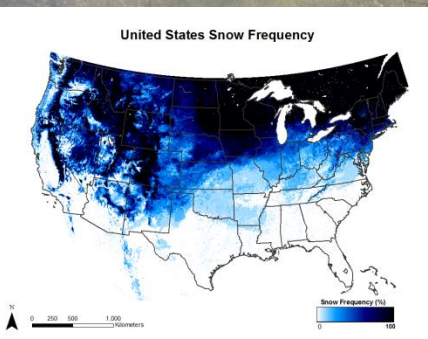 United States Snow Frequency
N
0 250 500 1,000
Kilometers
Snow Frequency (%)
0 100